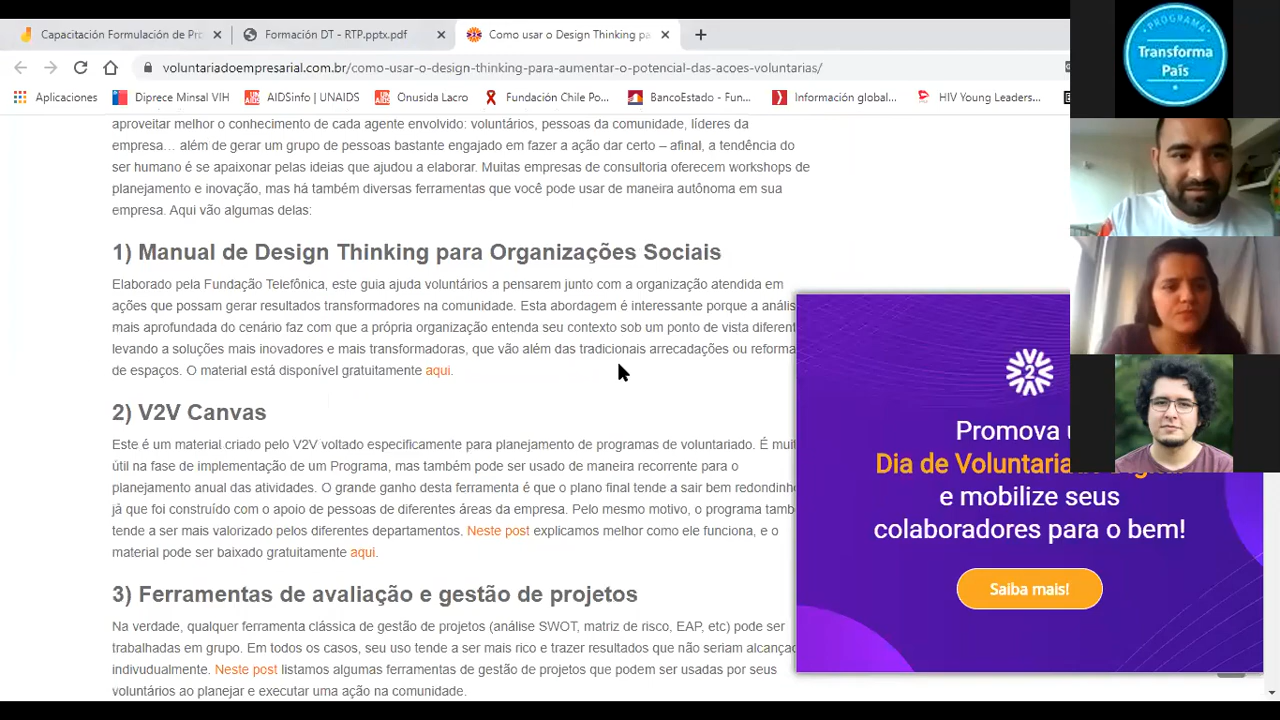 Capacitación Formulación de Pr
Formación DT - RTP.pptx.pdf
Como usar o Design Thinking pa
voluntariadoempresarial.com.br/como-usar-o-designthinking-para-aumentar-o-potencial-das-acoes-voluntarias/
Aplicaciones
Diprece Minsal VIH
AIDSinfo | UNAIDS
Onusida Lacro
Fundación Chile Po...
BancoEstado - Fun...
Información global...
HIV Young Leaders...
PROGRAMA
Transforma
País
aproveitar melhor o conhecimento de cada agente envolvido: voluntários, pessoas da comunidade, líderes da
empresa… além de gerar um grupo de pessoas bastante engajado em fazer a ação dar certo – afinal, a tendência do
ser humano é se apaixonar pelas ideias que ajudou a elaborar. Muitas empresas de consultoria oferecem workshops de
planejamento e inovação, mas há também diversas ferramentas que você pode usar de maneira autônoma em sua
empresa. Aqui vão algumas delas:
1) Manual de Design Thinking para Organizações Sociais
Elaborado pela Fundação Telefônica, este guia ajuda voluntários a pensarem junto com a organização atendida em
ações que possam gerar resultados transformadores na comunidade. Esta abordagem é interessante porque a anális
mais aprofundada do cenário faz com que a própria organização entenda seu contexto sob um ponto de vista diferent
levando a soluções mais inovadores e mais transformadoras, que vão além das tradicionais arrecadações ou reforma
de espaços. O material está disponível gratuitamente aqui.
2) V2V Canvas
Este é um material criado pelo V2V voltado especificamente para planejamento de programas de voluntariado. É muit
útil na fase de implementação de um Programa, mas também pode ser usado de maneira recorrente para o
planejamento anual das atividades. O grande ganho desta ferramenta é que o plano final tende a sair bem redondinho
já que foi construído com o apoio de pessoas de diferentes áreas da empresa. Pelo mesmo motivo, o programa tamb
tende a ser mais valorizado pelos diferentes departamentos. Neste post explicamos melhor como ele funciona, e o
material pode ser baixado gratuitamente aqui.
3) Ferramentas de avaliação e gestão de projetos
Na verdade, qualquer ferramenta clássica de gestão de projetos (análise SWOT, matriz de risco, EAP, etc) pode ser
trabalhadas em grupo. Em todos os casos, seu uso tende a ser mais rico e trazer resultados que não seriam alcança
indivudualmente. Neste post listamos algumas ferramentas de gestão de projetos que podem ser usadas por seus
voluntários ao planejar e executar uma ação na comunidade.
2
Promova
Dia de Voluntaria
e mobilize seus
colaboradores para o bem!
Saiba mais!